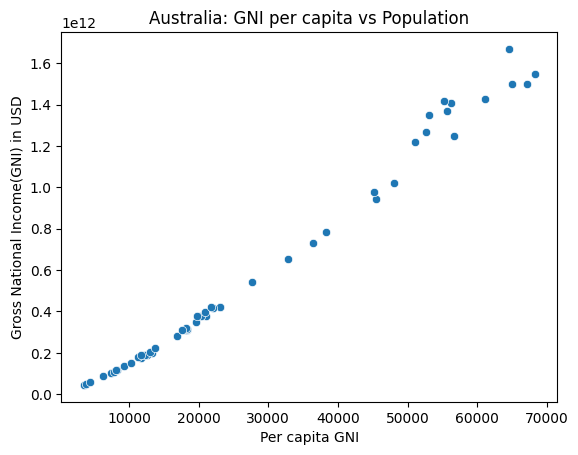 Australia: GNI per capita vs Population
1e12
Gross National Income(GNI) in USD
1.6
1.4
1.2
1.0
0.8
0.6
0.4
0.2
0.0
10000 20000 30000 40000 50000 60000 70000
Per capita GNI